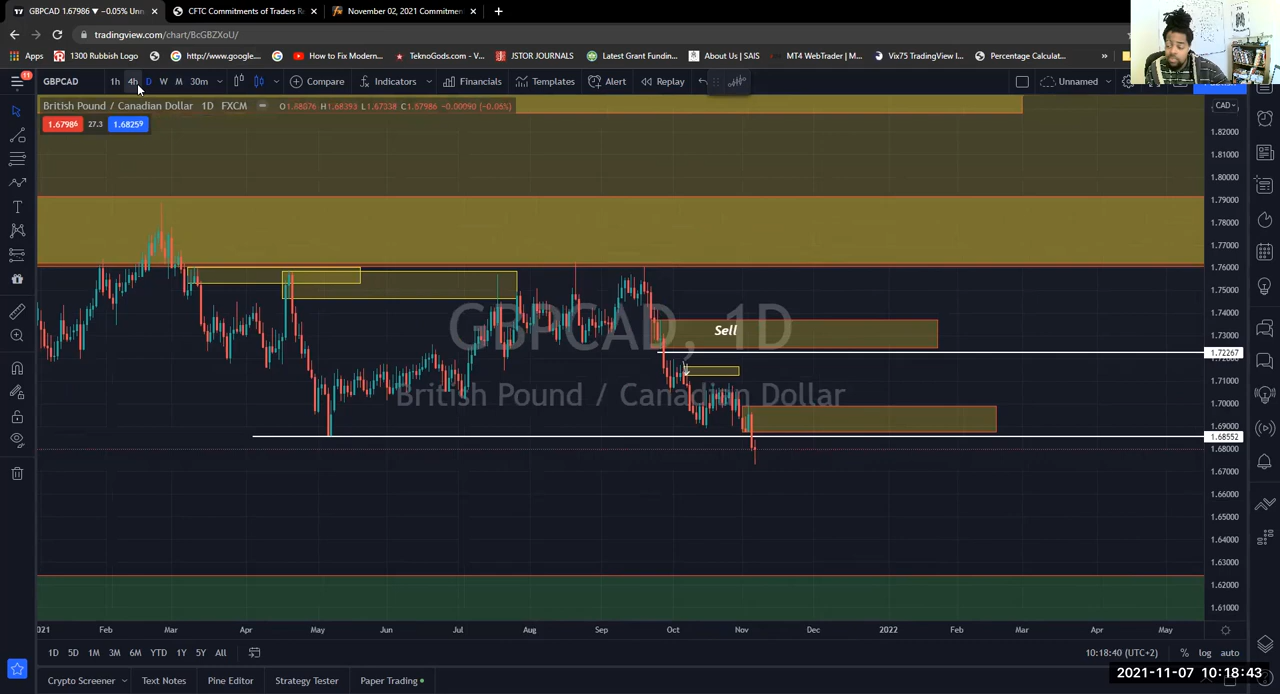 GBPCAD 1.67986 ▼ −0.05% Unn
CFTC Commitments of Traders Re
November 02, 2021 Commitment
tradingview.com/chart/BcGBZXoU/
Apps
1300 Rubbish Logo
http://www.google...
How to Fix Modern...
TeknoGods.com - V...
JSTOR JOURNALS
Latest Grant Fundin...
About Us | SAIS
MT4 WebTrader | M...
Vix75 TradingView I...
Percentage Calculat...
11
GBPCAD
1h
4h
D
W
M
30m
Compare
Indicators
Financials
Templates
Alert
Replay
Unnamed
British Pound / Canadian Dollar 1D FXCM
O1.68076 H1.68393 L1.67338 C1.67986 −0.00090 (−0.05%)
CAD
1.67986
27.3
1.68259
1.82000
1.81000
1.80000
1.79000
1.78000
1.77000
1.76000
1.75000
1.74000
1.73000
1.72267
1.71000
1.70000
1.69000
1.68552
1.68000
1.67000
1.66000
1.65000
1.64000
1.63000
1.62000
1.61000
Sell
GBPCAD, 1D
British Pound / Canadian Dollar
021
Feb
Mar
Apr
May
Jun
Jul
Aug
Sep
Oct
Nov
Dec
2022
Feb
Mar
Apr
May
1D
5D
1M
3M
6M
YTD
1Y
5Y
All
10:18:40 (UTC+2)
%
log
auto
Crypto Screener
Text Notes
Pine Editor
Strategy Tester
Paper Trading
2021-11-07 10:18:43